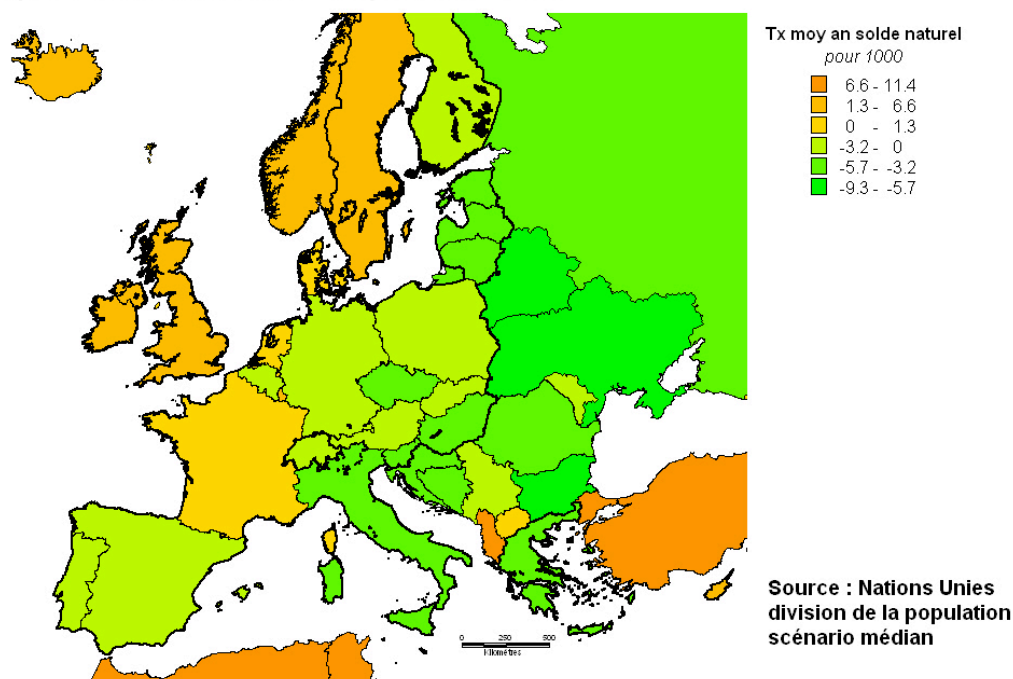 Tx moy an solde naturel
pour 1000
6.6 - 11.4
1.3 - 6.6
0 - 1.3
-3.2 - 0
-5.7 - -3.2
-9.3 - -5.7
Source : Nations Unies
division de la population
scénario médian
0 250 500
Kilomètres